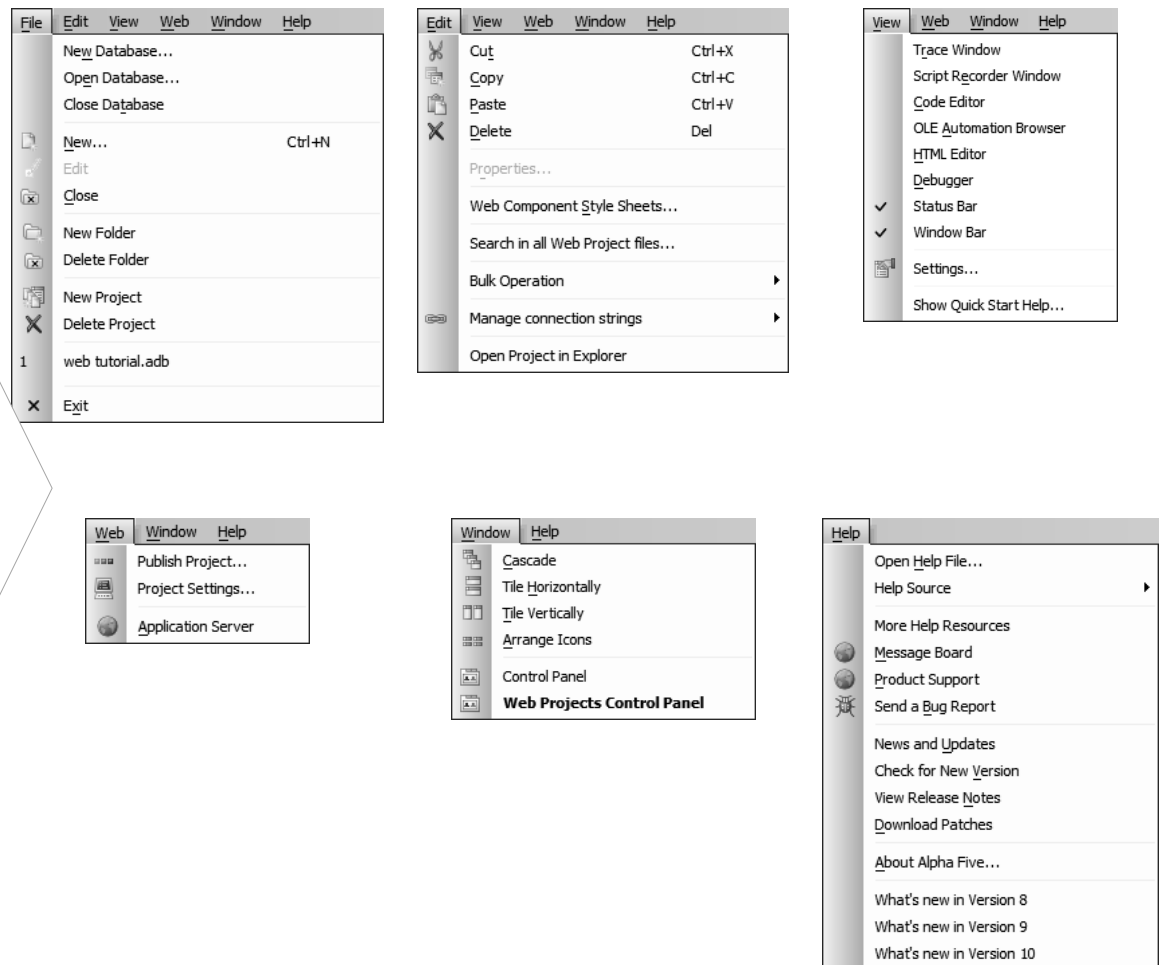 File Edit View Web Window Help
New Database...
Open Database...
Close Database
New... Ctrl+N
Edit
Close
New Folder
Delete Folder
New Project
Delete Project
1 web tutorial.adb
Exit
Edit View Web Window Help
Cut Ctrl+X
Copy Ctrl+C
Paste Ctrl+V
Delete Del
Properties...
Web Component Style Sheets...
Search in all Web Project files...
Bulk Operation
Manage connection strings
Open Project in Explorer
View Web Window Help
Trace Window
Script Recorder Window
Code Editor
OLE Automation Browser
HTML Editor
Debugger
Status Bar
Window Bar
Settings...
Show Quick Start Help...
Web Window Help
Publish Project...
Project Settings...
Application Server
Window Help
Cascade
Tile Horizontally
Tile Vertically
Arrange Icons
Control Panel
Web Projects Control Panel
Help
Open Help File...
Help Source
More Help Resources
Message Board
Product Support
Send a Bug Report
News and Updates
Check for New Version
View Release Notes
Download Patches
About Alpha Five...
What's new in Version 8
What's new in Version 9
What's new in Version 10